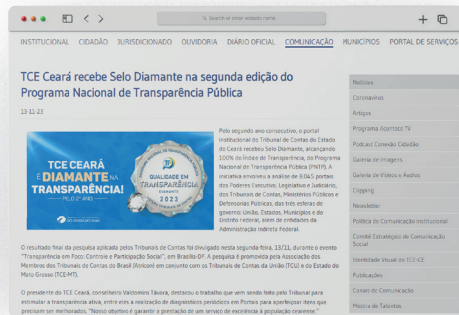 Search or enter address name
INSTITUCIONAL CIDADÃO JURISDICIONADO OUVIDORIA DIÁRIO OFICIAL COMUNICAÇÃO MUNICÍPIOS PORTAL DE SERVIÇOS
TCE Ceará recebe Selo Diamante na segunda edição do
Programa Nacional de Transparência Pública
13-11-23
TCE CEARÁ
É DIAMANTE NA
TRANSPARÊNCIA!
PELO 2º ANO
QUALIDADE EM
TRANSPARÊNCIA
DIAMANTE
2023
Pelo segundo ano consecutivo, o portal
institucional do Tribunal de Contas do Estado
do Ceará recebeu Selo Diamante, alcançando
100% do Índice de Transparência, do Programa
Nacional de Transparência Pública (PNTP). A
iniciativa envolveu a análise de 8.045 portais
dos Poderes Executivo, Legislativo e Judiciário,
dos Tribunais de Contas, Ministérios Públicos e
Defensorias Públicas, das três esferas de
governo: União, Estados, Municípios e do
Distrito Federal, além de entidades da
Administração Indireta Federal.
O resultado final da pesquisa aplicada pelos Tribunais de Contas foi divulgado nesta segunda-feira, 13/11, durante o evento
"Transparência em Foco: Controle e Participação Social", em Brasília-DF. A pesquisa é promovida pela Associação dos
Membros dos Tribunais de Contas do Brasil (Atricon) em conjunto com os Tribunais de Contas da União (TCU) e do Estado do
Mato Grosso (TCE-MT).
O presidente do TCE Ceará, conselheiro Valdomiro Távora, destacou o trabalho que vem sendo feito pelo Tribunal para
estimular a transparência ativa, entre eles a realização de diagnósticos periódicos em Portais para aperfeiçoar itens que
precisam ser melhorados. "Nosso objetivo é garantir a prestação de um serviço de excelência à população cearense."
Notícias
Coronavírus
Artigos
Programa Acontece TV
Podcast Conexão Cidadão
Galeria de Imagens
Galeria de Vídeos e Áudios
Clipping
Newsletter
Política de Comunicação Institucional
Comitê Estratégico de Comunicação
Social
Identidade Visual do TCE-CE
Publicações
Canais de Comunicação
Mostra de Talentos